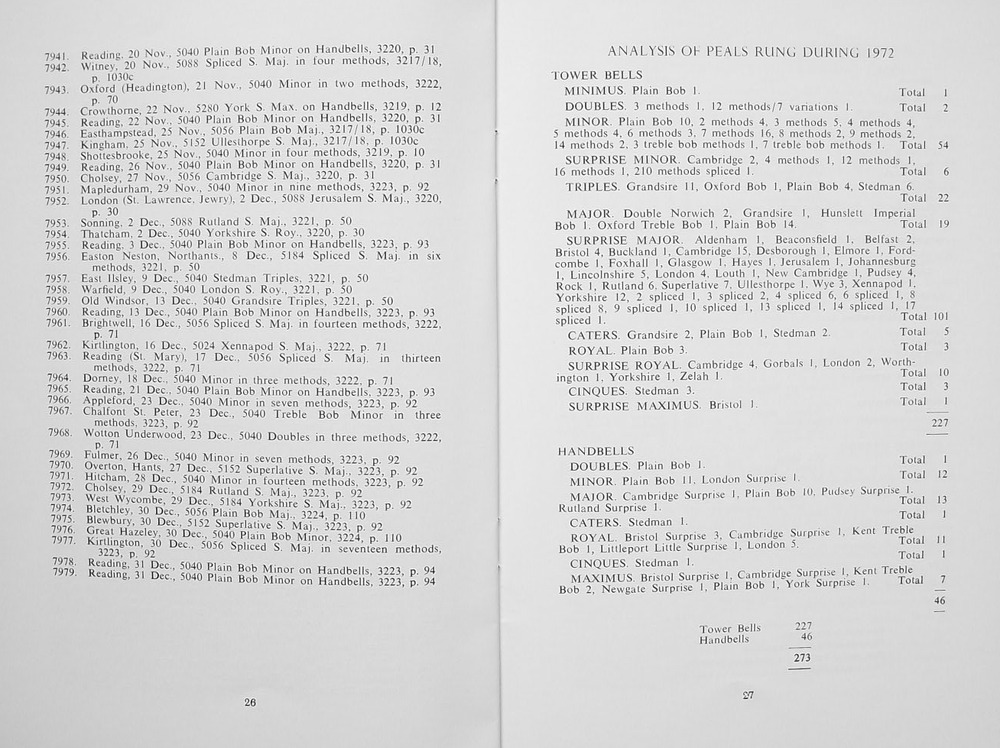 7941. Reading, 20 Nov., 5040 Plain Bob Minor on Handbells, 3220, p. 31
7942. Witney, 20 Nov., 5088 Spliced S. Maj. in four methods, 3217/18,
p. 1030c
7943. Oxford (Headington), 21 Nov., 5040 Minor in two methods, 3222,
p. 70
7944. Crowthorne, 22 Nov., 5280 York S. Max. on Handbells, 3219, p. 12
7945. Reading, 22 Nov., 5040 Plain Bob Minor on Handbells, 3220, p. 31
7946. Easthampstead, 25 Nov., 5056 Plain Bob Maj., 3217/18, p. 1030c
7947. Kingham, 25 Nov., 5152 Ullesthorpe S. Maj., 3217/18, p. 1030c
7948. Shottesbrooke, 25 Nov., 5040 Minor in four methods, 3219, p. 10
7949. Reading, 26 Nov., 5040 Plain Bob Minor on Handbells, 3220, p. 31
7950. Cholsey, 27 Nov., 5056 Cambridge S. Maj., 3220, p. 31
7951. Mapledurham, 29 Nov., 5040 Minor in nine methods, 3223, p. 92
7952. London (St. Lawrence, Jewry), 2 Dec., 5088 Jerusalem S. Maj., 3220,
p. 30
7953. Sonning, 2 Dec., 5088 Rutland S. Maj., 3221, p. 50
7954. Thatcham, 2 Dec., 5040 Yorkshire S. Roy., 3220, p. 30
7955. Reading, 3 Dec., 5040 Plain Bob Minor on Handbells, 3223, p. 93
7956. Easton Neston, Northants., 8 Dec., 5184 Spliced S. Maj. in six
methods, 3221, p. 50
7957. East Ilsley, 9 Dec., 5040 Stedman Triples, 3221, p. 50
7958. Warfield, 9 Dec., 5040 London S. Roy., 3221, p. 50
7959. Old Windsor, 13 Dec., 5040 Grandsire Triples, 3221, p. 50
7960. Reading, 13 Dec., 5040 Plain Bob Minor on Handbells, 3223, p. 93
7961. Brightwell, 16 Dec., 5056 Spliced S. Maj. in fourteen methods, 3222,
p. 71
7962. Kirtlington, 16 Dec., 5024 Xennapod S. Maj., 3222, p. 71
7963. Reading (St. Mary), 17 Dec., 5056 Spliced S. Maj. in thirteen
methods, 3222, p. 71
7964. Dorney, 18 Dec., 5040 Minor in three methods, 3222, p. 71
7965. Reading, 21 Dec., 5040 Plain Bob Minor on Handbells, 3223, p. 93
7966. Appleford, 23 Dec., 5040 Minor in seven methods, 3223, p. 92
7967. Chalfont St. Peter, 23 Dec., 5040 Treble Bob Minor in three
methods, 3223, p. 92
7968. Wotton Underwood, 23 Dec., 5040 Doubles in three methods, 3222,
p. 71
7969. Fulmer, 26 Dec., 5040 Minor in seven methods, 3223, p. 92
7970. Overton, Hants, 27 Dec., 5152 Superlative S. Maj., 3223, p. 92
7971. Hitcham, 28 Dec., 5040 Minor in fourteen methods, 3223, p. 92
7972. Cholsey, 29 Dec., 5184 Rutland S. Maj., 3223, p. 92
7973. West Wycombe, 29 Dec., 5184 Yorkshire S. Maj., 3223, p. 92
7974. Bletchley, 30 Dec., 5056 Plain Bob Maj., 3224, p. 110
7975. Blewbury, 30 Dec., 5152 Superlative S. Maj., 3223, p. 92
7976. Great Hazeley, 30 Dec., 5040 Plain Bob Minor, 3224, p. 110
7977. Kirtlington, 30 Dec., 5056 Spliced S. Maj. in seventeen methods,
3223, p. 92
7978. Reading, 31 Dec., 5040 Plain Bob Minor on Handbells, 3223, p. 94
7979. Reading, 31 Dec., 5040 Plain Bob Minor on Handbells, 3223, p. 94
26
ANALYSIS OF PEALS RUNG DURING 1972
TOWER BELLS
MINIMUS. Plain Bob 1. Total 1
DOUBLES. 3 methods 1, 12 methods/7 variations 1. Total 2
MINOR. Plain Bob 10, 2 methods 4, 3 methods 5, 4 methods 4,
5 methods 4, 6 methods 3, 7 methods 16, 8 methods 2, 9 methods 2,
14 methods 2, 3 treble bob methods 1, 7 treble bob methods 1. Total 54
SURPRISE MINOR. Cambridge 2, 4 methods 1, 12 methods 1,
16 methods 1, 210 methods spliced 1. Total 6
TRIPLES. Grandsire 11, Oxford Bob 1, Plain Bob 4, Stedman 6.
Total 22
MAJOR. Double Norwich 2, Grandsire 1, Hunslett Imperial
Bob 1. Oxford Treble Bob 1, Plain Bob 14. Total 19
SURPRISE MAJOR. Aldenham 1, Beaconsfield 1, Belfast 2,
Bristol 4, Buckland 1, Cambridge 15, Desborough 1, Elmore 1, Ford-
combe 1, Foxhall 1, Glasgow 1, Hayes 1, Jerusalem 1, Johannesburg
1, Lincolnshire 5, London 4, Louth 1, New Cambridge 1, Pudsey 4,
Rock 1, Rutland 6, Superlative 7, Ullesthorpe 1. Wye 3, Xennapod 1.
Yorkshire 12, 2 spliced 1, 3 spliced 2, 4 spliced 6, 6 spliced 1, 8
spliced 8, 9 spliced 1, 10 spliced 1, 13 spliced 1, 14 spliced 1, 17
spliced 1. Total 101
CATERS. Grandsire 2, Plain Bob 1, Stedman 2. Total 5
ROYAL. Plain Bob 3. Total 3
SURPRISE ROYAL. Cambridge 4, Gorbals 1, London 2, Worth-
ington 1, Yorkshire 1, Zelah 1. Total 10
CINQUES. Stedman 3. Total 3
SURPRISE MAXIMUS. Bristol 1. Total 1
227
HANDBELLS
DOUBLES. Plain Bob 1. Total 1
MINOR. Plain Bob 11, London Surprise 1. Total 12
MAJOR. Cambridge Surprise 1, Plain Bob 10, Pudsey Surprise 1.
Rutland Surprise 1. Total 13
CATERS. Stedman 1. Total 1
ROYAL. Bristol Surprise 3, Cambridge Surprise 1, Kent Treble
Bob 1, Littleport Little Surprise 1, London 5. Total 11
CINQUES. Stedman 1. Total 1
MAXIMUS. Bristol Surprise 1, Cambridge Surprise 1, Kent Treble
Bob 2, Newgate Surprise 1, Plain Bob 1, York Surprise 1. Total 7
46
Tower Bells 227
Handbells 46
273
27